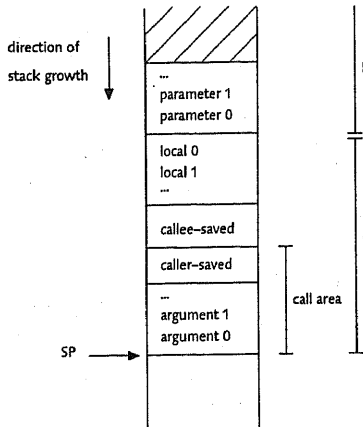 direction of
stack growth
...
parameter 1
parameter 0
local 0
local 1
...
callee-saved
caller-saved
...
argument 1
argument 0
call area
SP